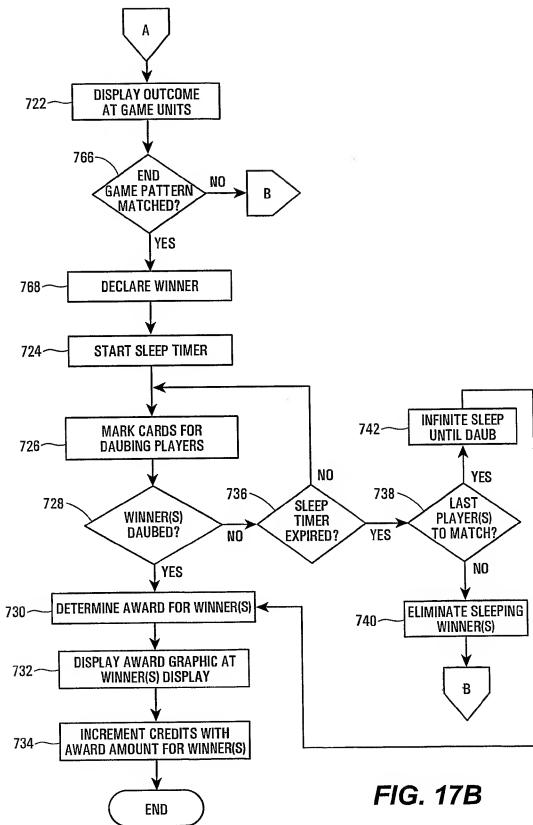 A
722
DISPLAY OUTCOME
AT GAME UNITS
766
END
GAME PATTERN
MATCHED?
NO
B
YES
768
DECLARE WINNER
724
START SLEEP TIMER
726
MARK CARDS FOR
DAUBING PLAYERS
742
INFINITE SLEEP
UNTIL DAUB
NO
YES
728
WINNER(S)
DAUBED?
NO
736
SLEEP
TIMER
EXPIRED?
YES
738
LAST
PLAYER(S)
TO MATCH?
YES
NO
730
DETERMINE AWARD FOR WINNER(S)
740
ELIMINATE SLEEPING
WINNER(S)
732
DISPLAY AWARD GRAPHIC AT
WINNER(S) DISPLAY
B
734
INCREMENT CREDITS WITH
AWARD AMOUNT FOR WINNER(S)
END
FIG. 17B